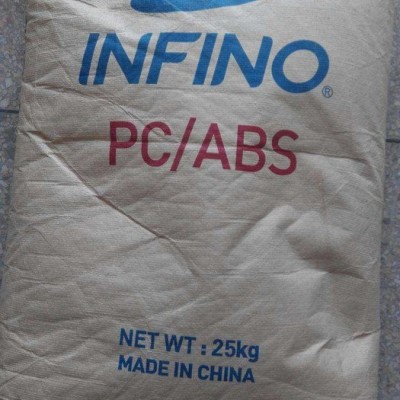 INFINO®
PC/ABS
NET WT : 25kg
MADE IN CHINA